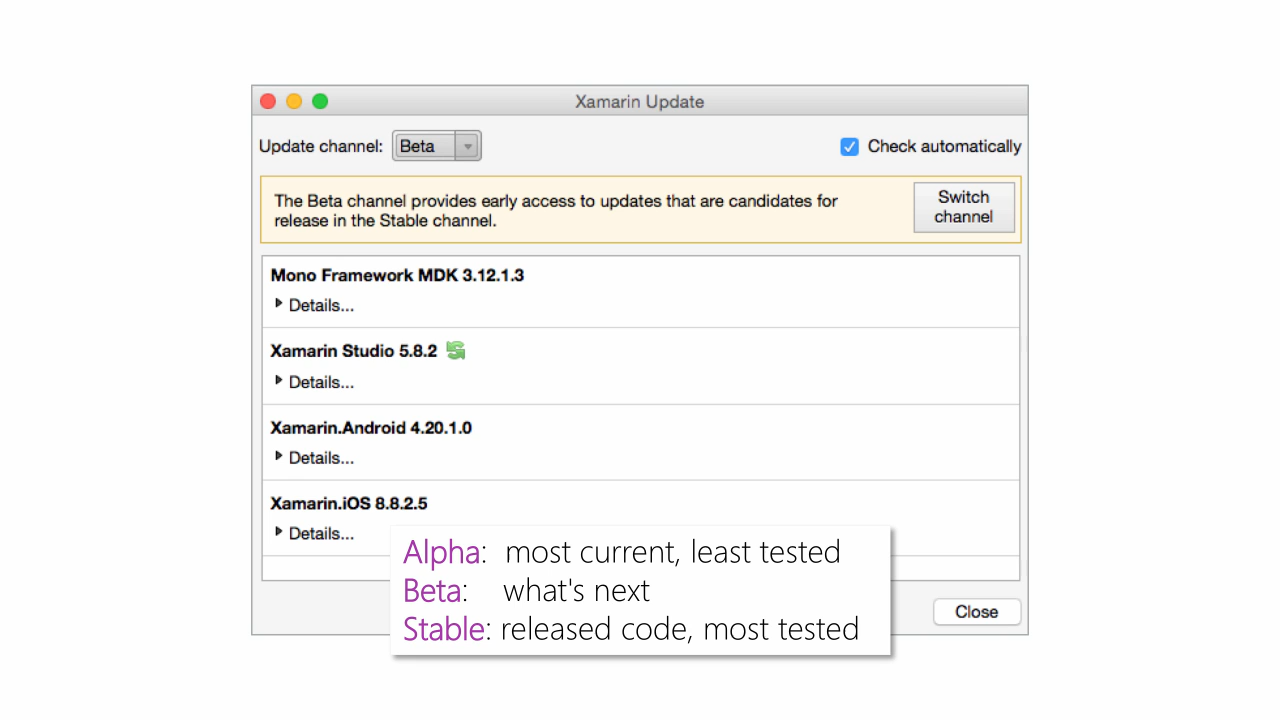 Xamarin Update
Update channel: Beta
Check automatically
The Beta channel provides early access to updates that are candidates for
release in the Stable channel.
Switch
channel
Mono Framework MDK 3.12.1.3
Details...
Xamarin Studio 5.8.2
Details...
Xamarin.Android 4.20.1.0
Details...
Xamarin.iOS 8.8.2.5
Details...
Alpha: most current, least tested
Beta: what's next
Stable: released code, most tested
Close